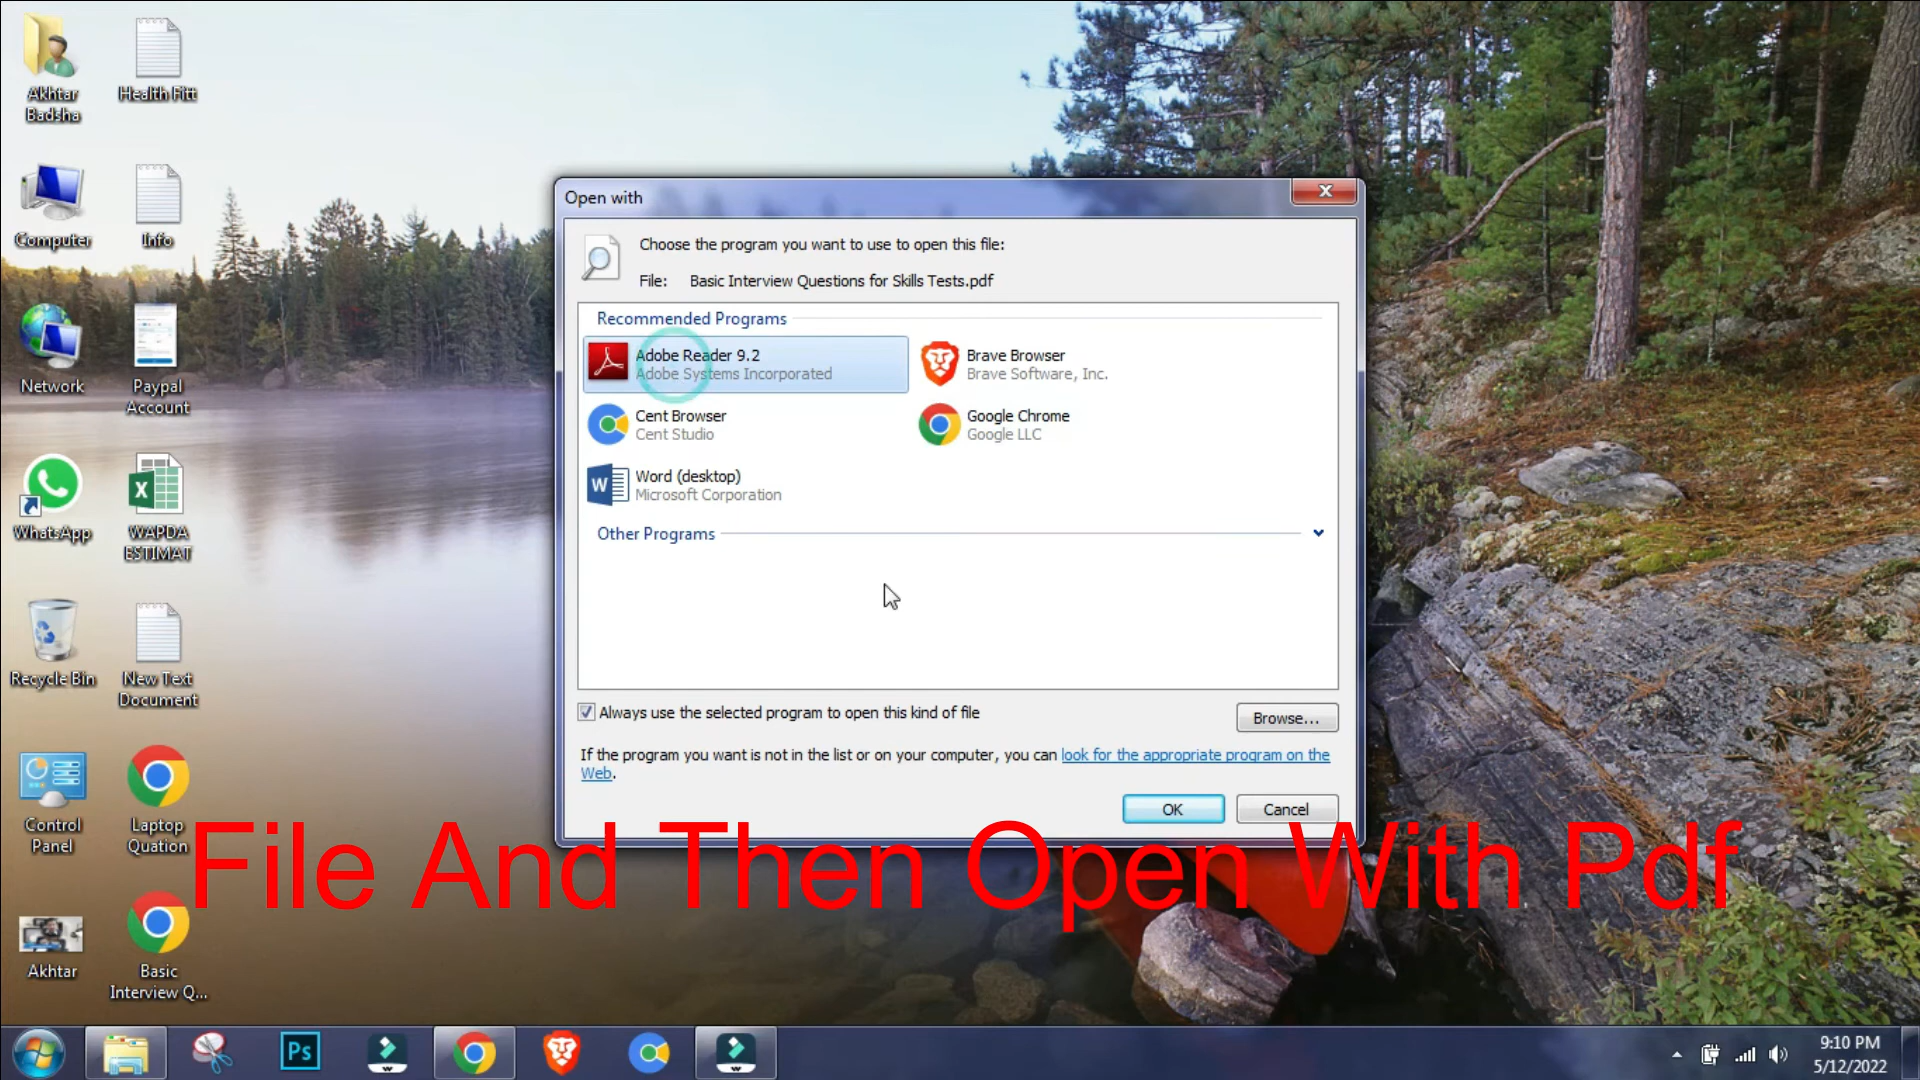 Akhtar
Badsha
Health Fitt
Computer
Info
Network
Paypal
Account
WhatsApp
WAPDA
ESTIMAT
Recycle Bin
New Text
Document
Control
Panel
Laptop
Quation
Akhtar
Basic
Interview Q...
Open with
Choose the program you want to use to open this file:
File: Basic Interview Questions for Skills Tests.pdf
Recommended Programs
Adobe Reader 9.2
Adobe Systems Incorporated
Brave Browser
Brave Software, Inc.
Cent Browser
Cent Studio
Google Chrome
Google LLC
Word (desktop)
Microsoft Corporation
Other Programs
Always use the selected program to open this kind of file
Browse...
If the program you want is not in the list or on your computer, you can look for the appropriate program on the
Web.
OK
Cancel
File And Then Open With Pdf
Ps
9:10 PM
5/12/2022